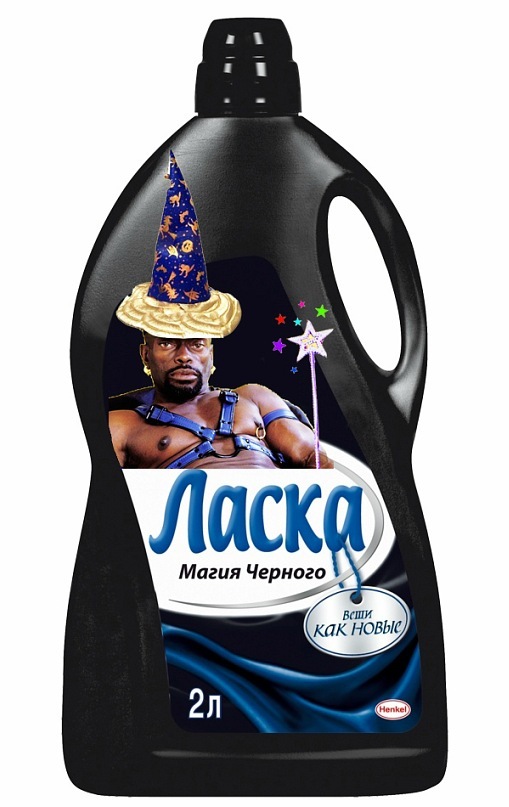 Ласка
Магия Черного
Вещи
как новые
2л
Henkel